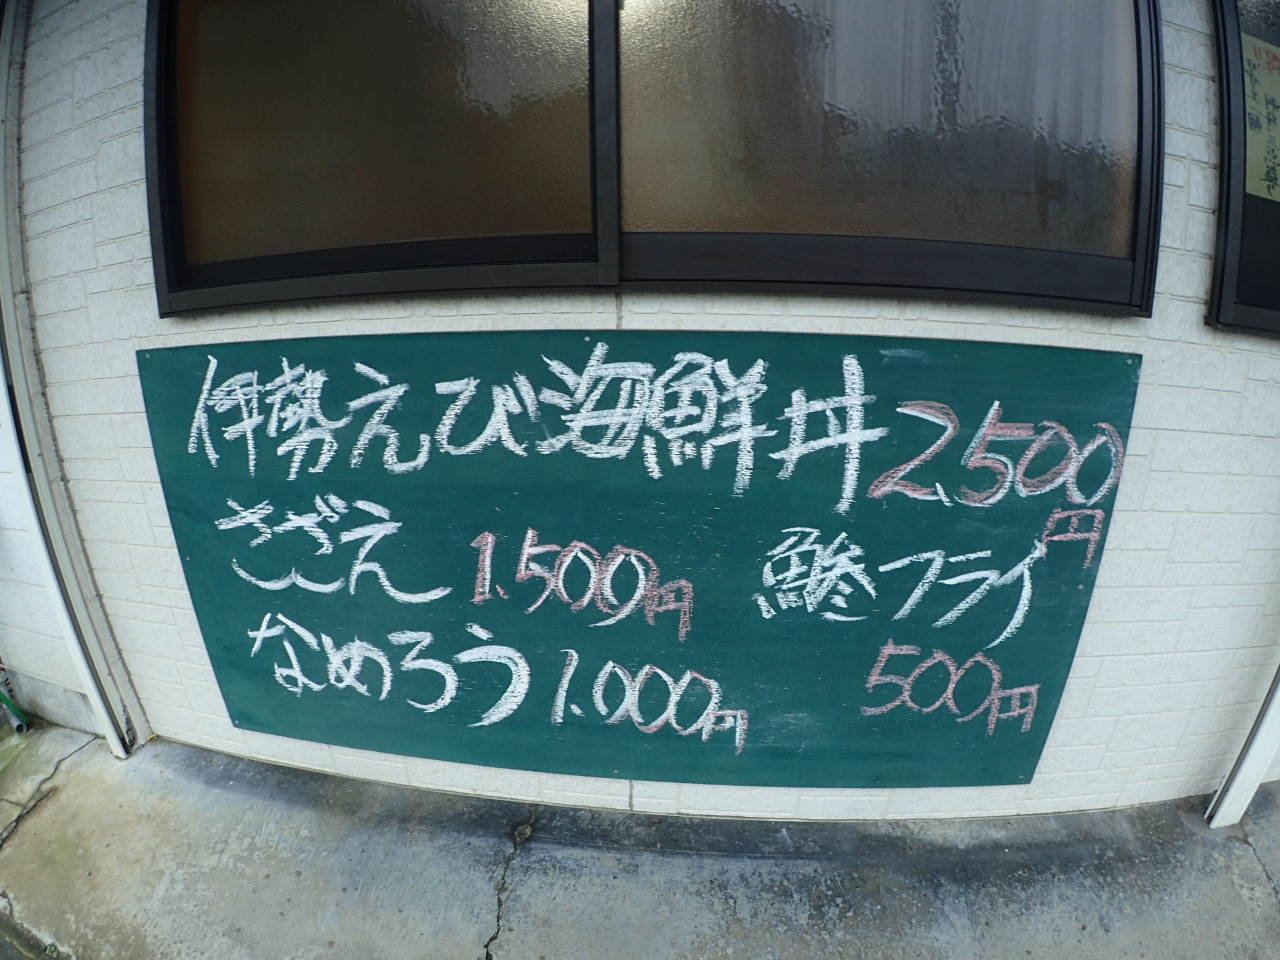 伊勢えび海鮮丼 2,500円
さざえ 1,500円
鯵フライ 500円
なめろう 1,000円